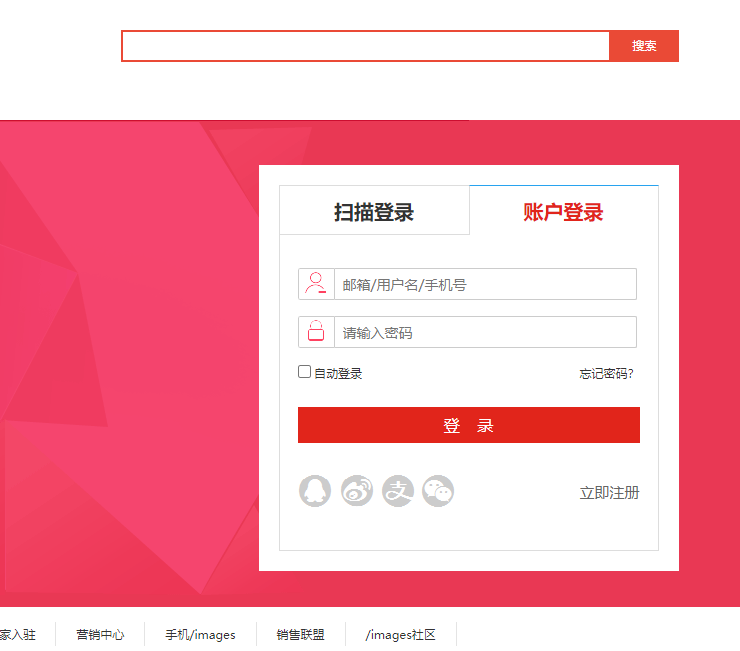 搜索
扫描登录 账户登录
邮箱/用户名/手机号
请输入密码
自动登录 忘记密码?
登 录
支 立即注册
家入驻 营销中心 手机/images 销售联盟 /images社区